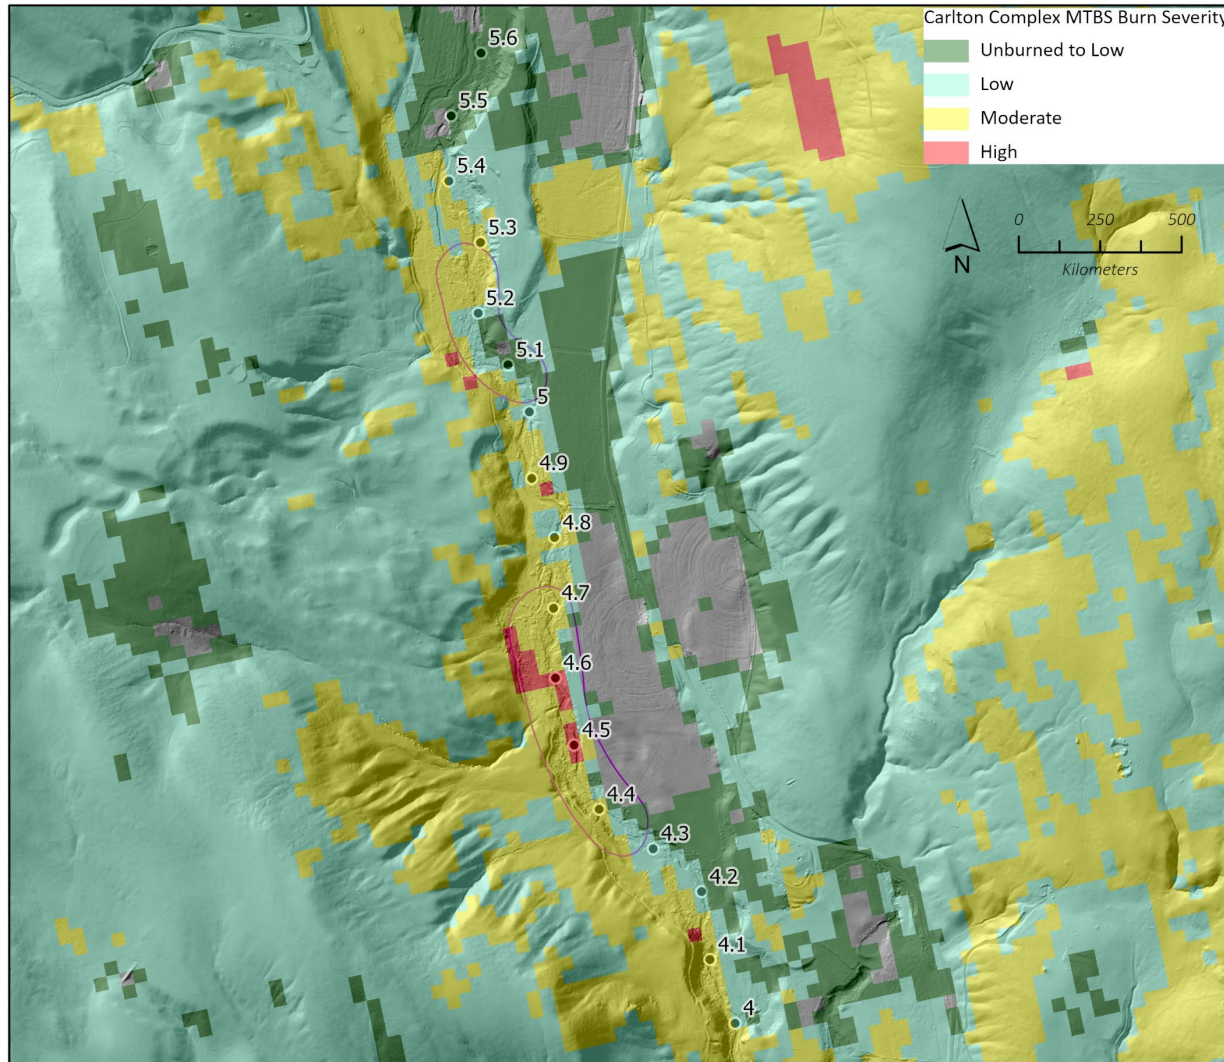 Carlton Complex MTBS Burn Severity
Unburned to Low
Low
Moderate
High
0 250 500
Kilometers
N
5.6
5.5
5.4
5.3
5.2
5.1
5
4.9
4.8
4.7
4.6
4.5
4.4
4.3
4.2
4.1
4